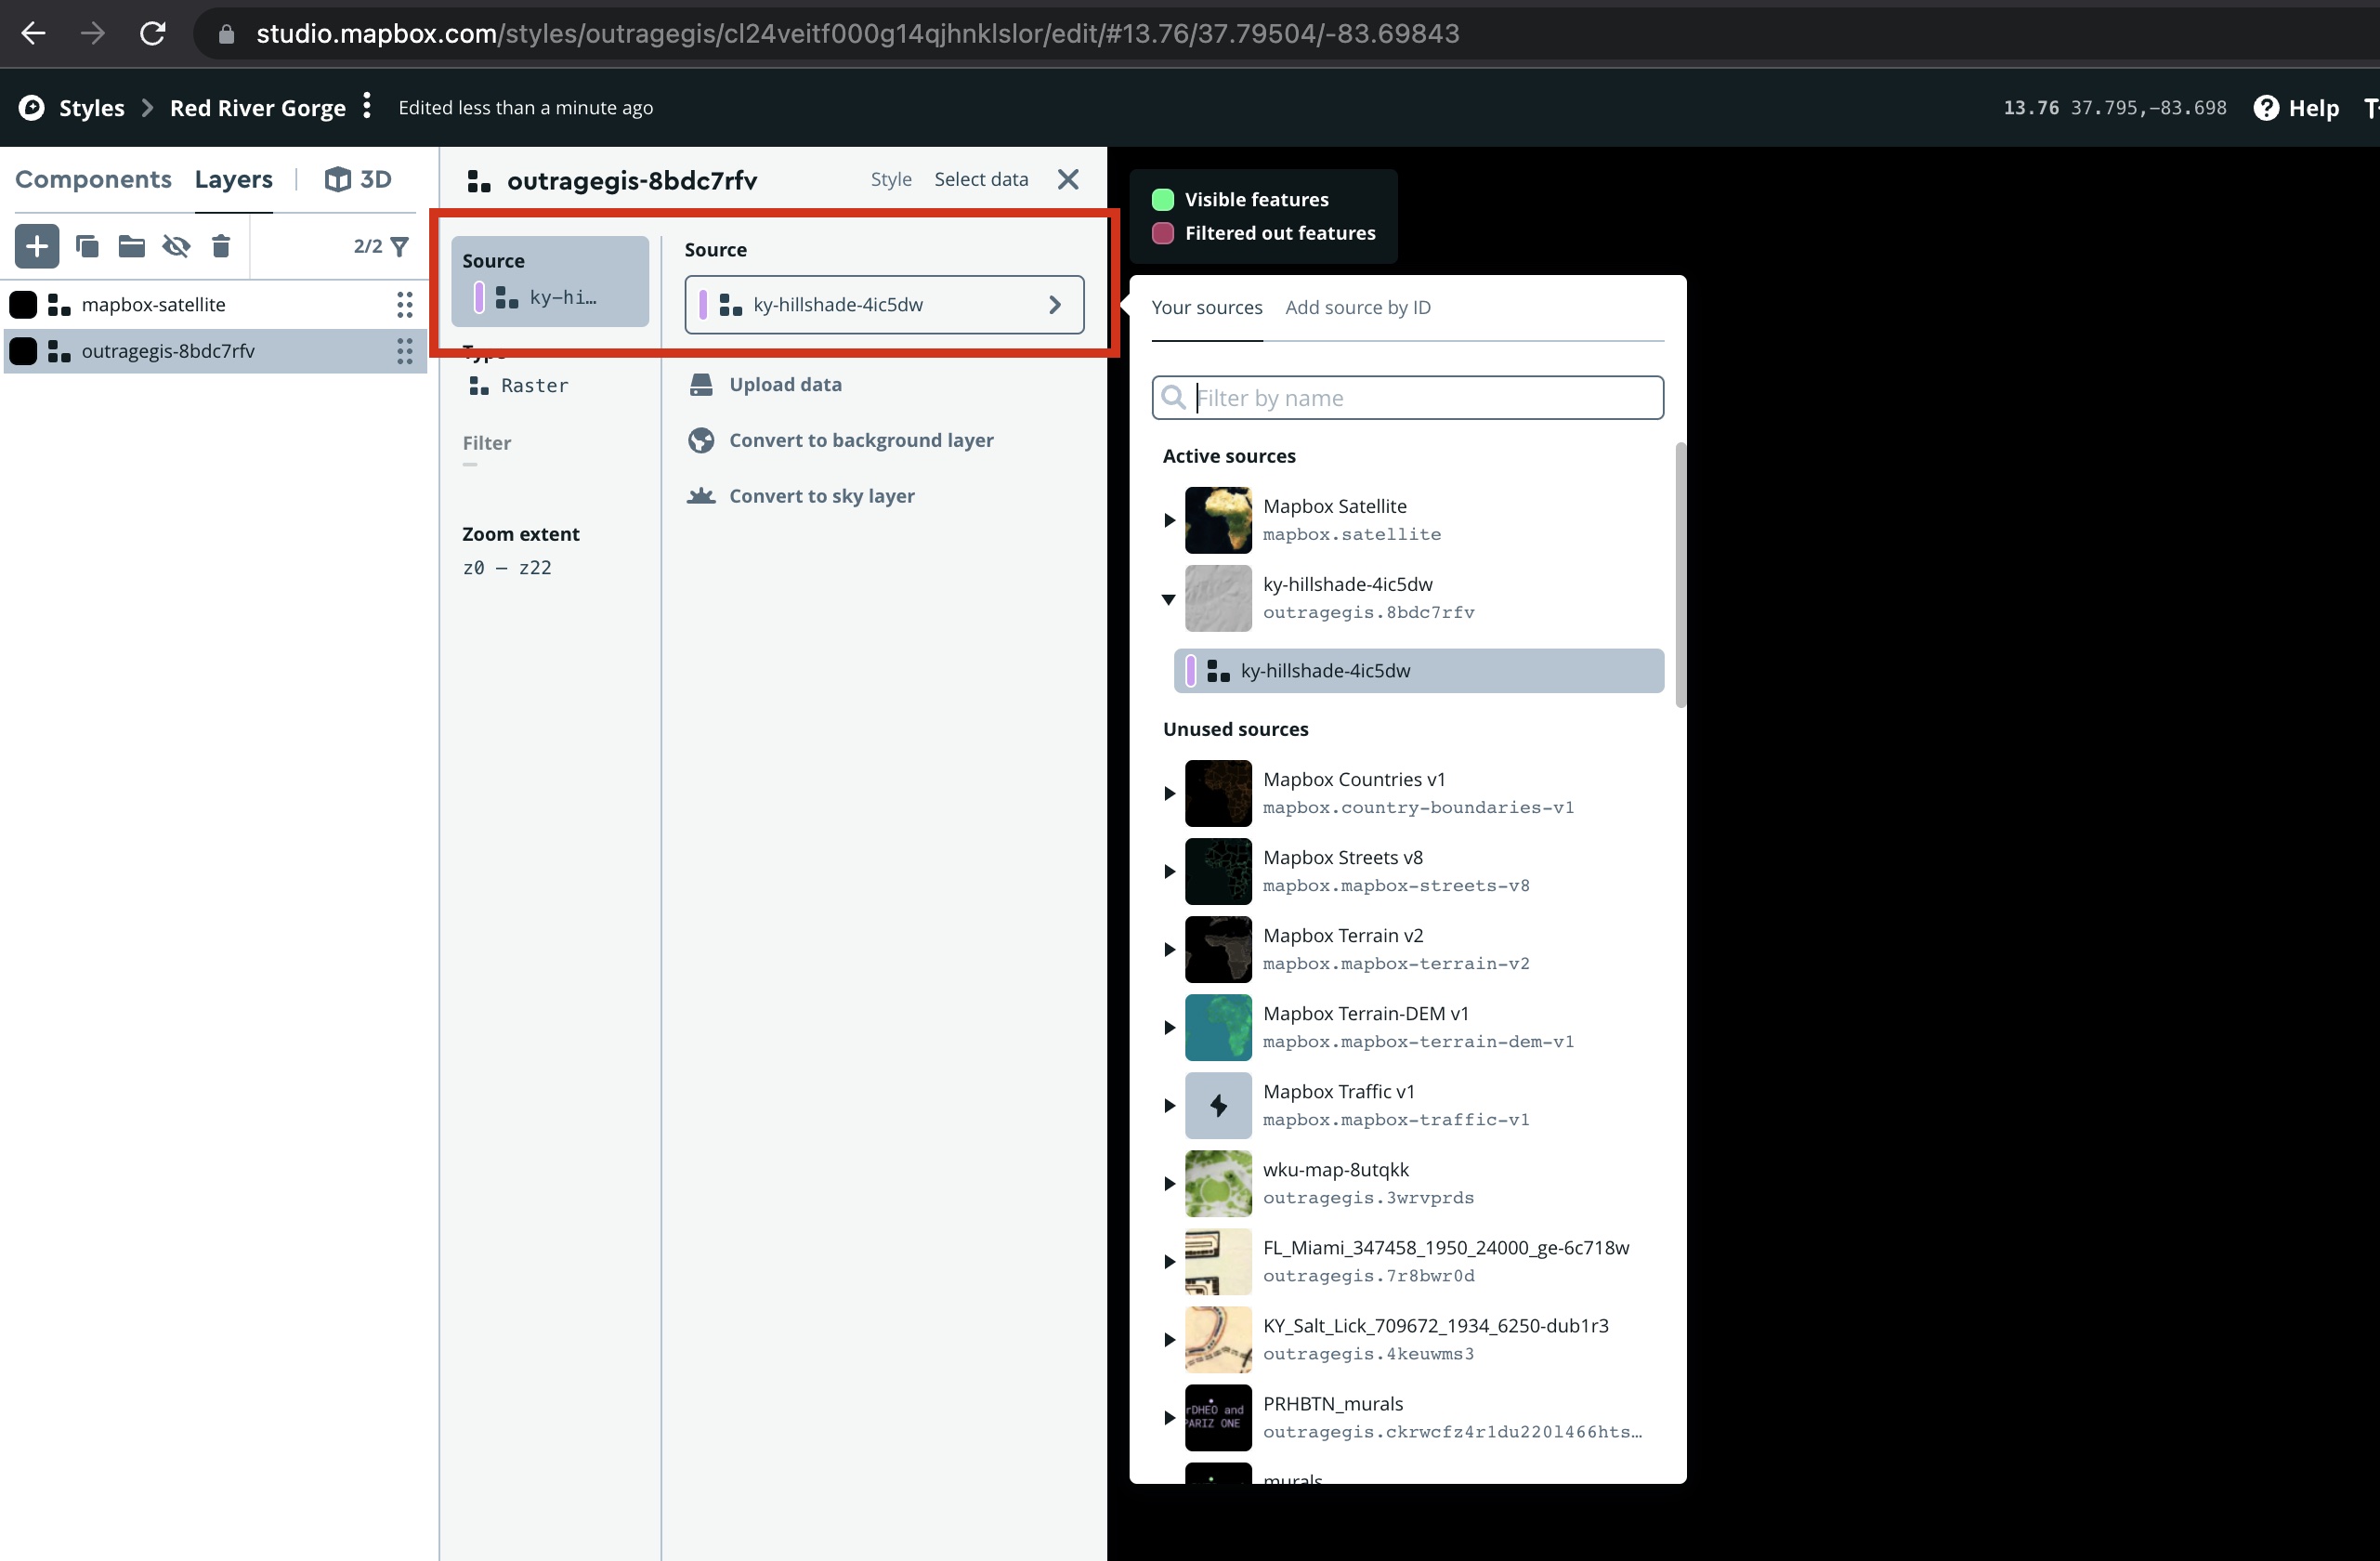 studio.mapbox.com/styles/outragegis/cl24veitf000g14qjhnklslor/edit/#13.76/37.79504/-83.69843
Styles > Red River Gorge Edited less than a minute ago 13.76 37.795,-83.698 Help
Components Layers | 3D
2/2
mapbox-satellite
outragegis-8bdc7rfv
outragegis-8bdc7rfv Style Select data
Source
ky-hi…
Type
Raster
Filter
Zoom extent
z0 — z22
Source
ky-hillshade-4ic5dw
Upload data
Convert to background layer
Convert to sky layer
Visible features
Filtered out features
Your sources Add source by ID
Filter by name
Active sources
Mapbox Satellite
mapbox.satellite
ky-hillshade-4ic5dw
outragegis.8bdc7rfv
ky-hillshade-4ic5dw
Unused sources
Mapbox Countries v1
mapbox.country-boundaries-v1
Mapbox Streets v8
mapbox.mapbox-streets-v8
Mapbox Terrain v2
mapbox.mapbox-terrain-v2
Mapbox Terrain-DEM v1
mapbox.mapbox-terrain-dem-v1
Mapbox Traffic v1
mapbox.mapbox-traffic-v1
wku-map-8utqkk
outragegis.3wrvprds
FL_Miami_347458_1950_24000_ge-6c718w
outragegis.7r8bwr0d
KY_Salt_Lick_709672_1934_6250-dub1r3
outragegis.4keuwms3
rDHEO and
PARIZ ONE
PRHBTN_murals
outragegis.ckrwcfz4r1du220l466hts…
murals